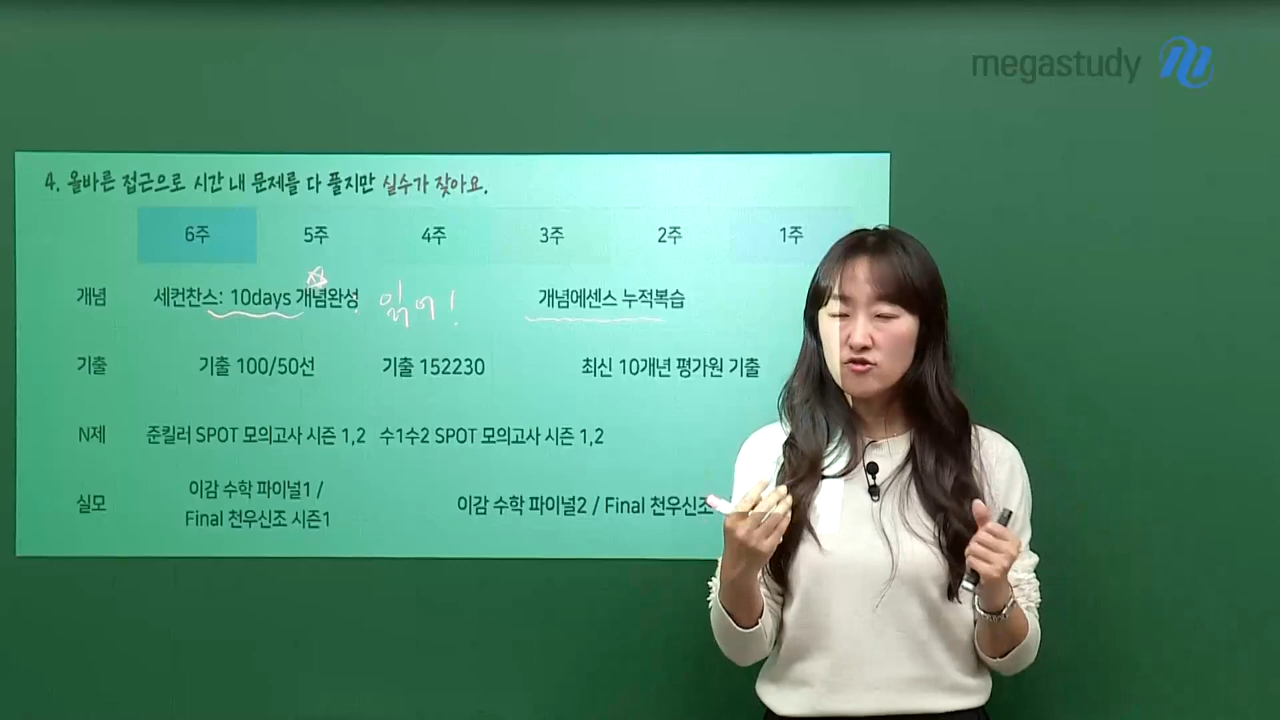 megastudy
4. 올바른 접근으로 시간 내 문제를 다 풀지만 실수가 잦아요.
6주 5주 4주 3주 2주 1주
개념 세컨찬스: 10days 개념완성 읽어! 개념에센스 누적복습
기출 기출 100/50선 기출 152230 최신 10개년 평가원 기출
N제 준킬러 SPOT 모의고사 시즌 1,2 수1수2 SPOT 모의고사 시즌 1,2
실모 이감 수학 파이널1 /
Final 천우신조 시즌1
이감 수학 파이널2 / Final 천우신조